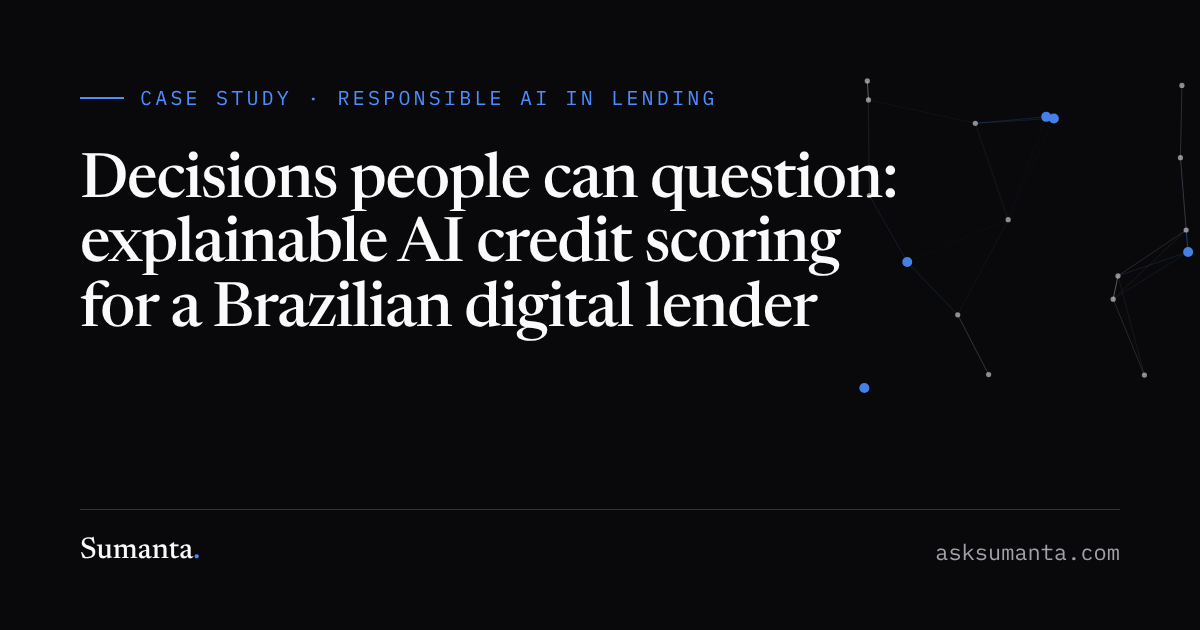 CASE STUDY · RESPONSIBLE AI IN LENDING
Decisions people can question:
explainable AI credit scoring
for a Brazilian digital lender
Sumanta.
asksumanta.com